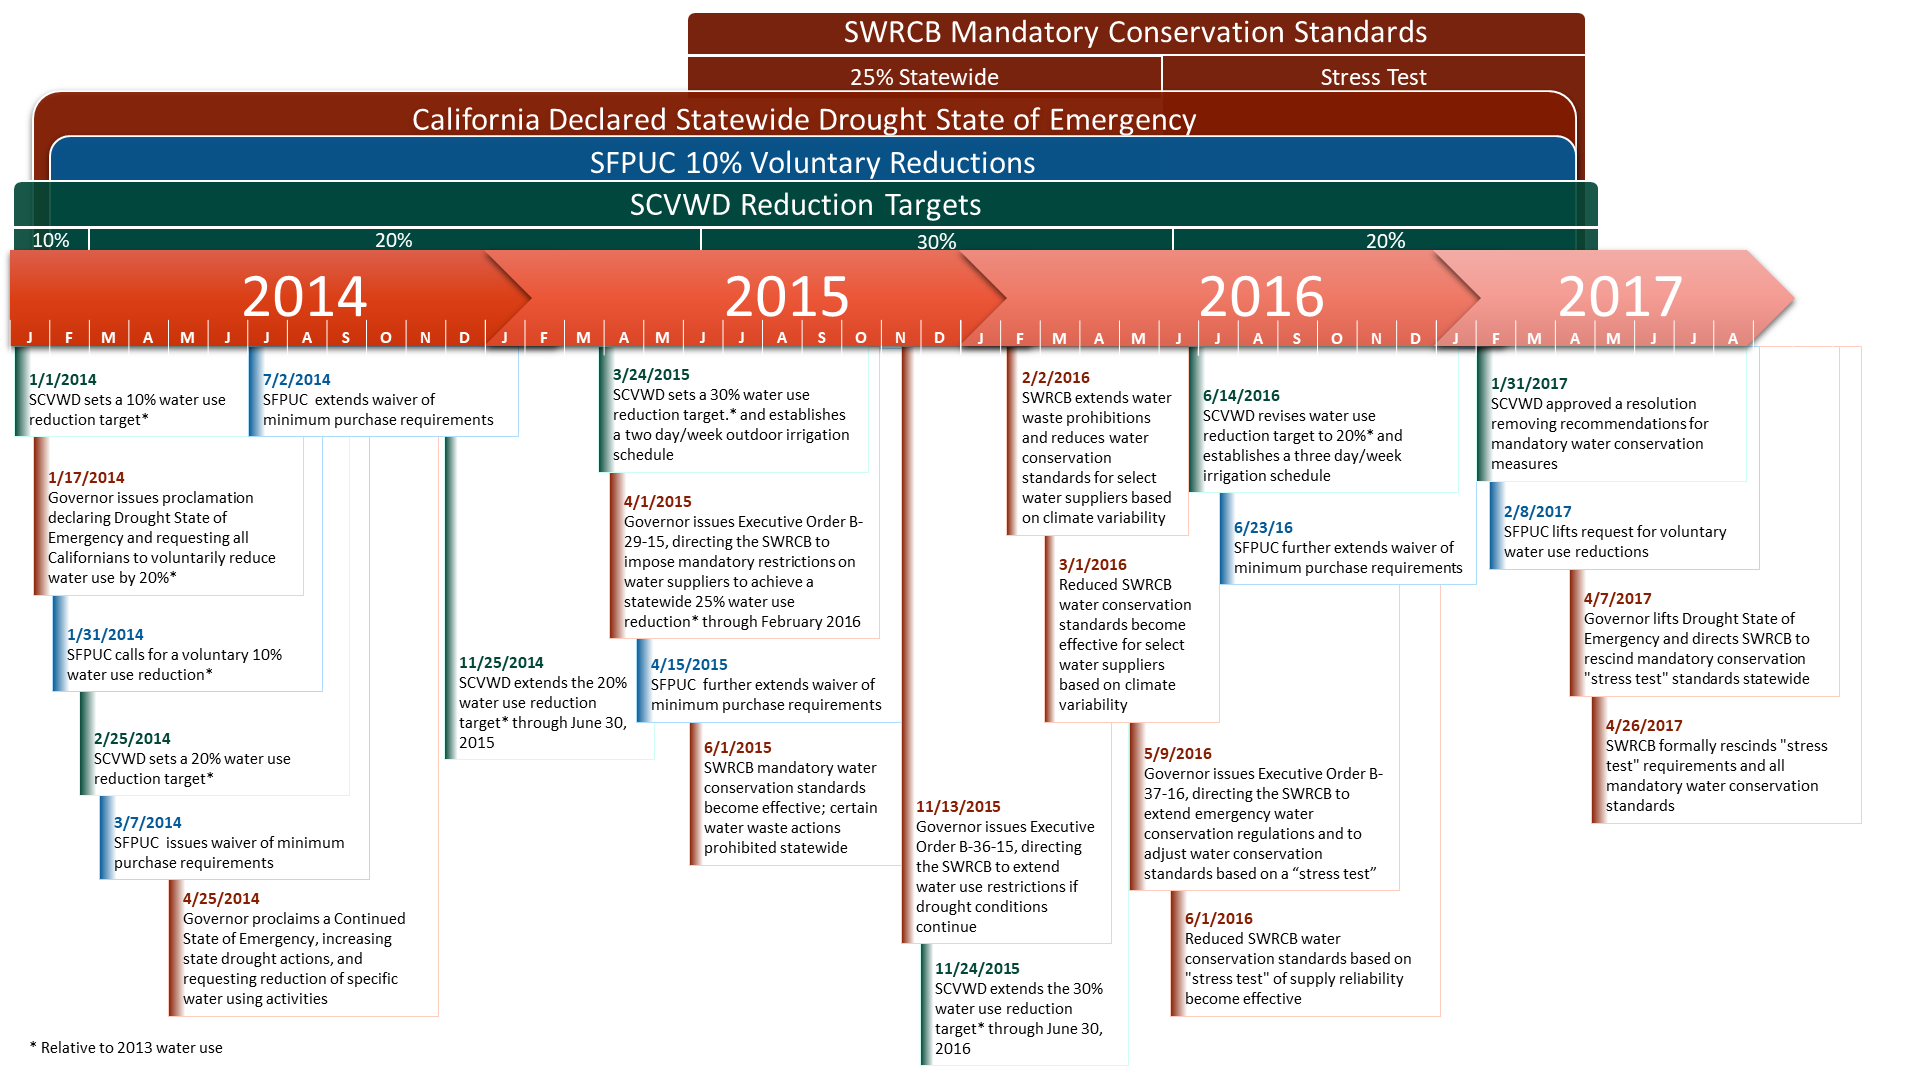 SWRCB Mandatory Conservation Standards
25% Statewide
Stress Test
California Declared Statewide Drought State of Emergency
SFPUC 10% Voluntary Reductions
SCVWD Reduction Targets
10%
20%
30%
20%
2014
2015
2016
2017
J F M A M J J A S O N D J F M A M J J A S O N D J F M A M J J A S O N D J F M A M J J A
1/1/2014
SCVWD sets a 10% water use
reduction target*
1/17/2014
Governor issues proclamation
declaring Drought State of
Emergency and requesting all
Californians to voluntarily reduce
water use by 20%*
1/31/2014
SFPUC calls for a voluntary 10%
water use reduction*
2/25/2014
SCVWD sets a 20% water use
reduction target*
3/7/2014
SFPUC issues waiver of minimum
purchase requirements
4/25/2014
Governor proclaims a Continued
State of Emergency, increasing
state drought actions, and
requesting reduction of specific
water using activities
7/2/2014
SFPUC extends waiver of
minimum purchase requirements
11/25/2014
SCVWD extends the 20%
water use reduction
target* through June 30,
2015
3/24/2015
SCVWD sets a 30% water use
reduction target.* and establishes
a two day/week outdoor irrigation
schedule
4/1/2015
Governor issues Executive Order B-
29-15, directing the SWRCB to
impose mandatory restrictions on
water suppliers to achieve a
statewide 25% water use
reduction* through February 2016
4/15/2015
SFPUC further extends waiver of
minimum purchase requirements
6/1/2015
SWRCB mandatory water
conservation standards
become effective; certain
water waste actions
prohibited statewide
11/13/2015
Governor issues Executive
Order B-36-15, directing
the SWRCB to extend
water use restrictions if
drought conditions
continue
11/24/2015
SCVWD extends the 30%
water use reduction
target* through June 30,
2016
2/2/2016
SWRCB extends water
waste prohibitions
and reduces water
conservation
standards for select
water suppliers based
on climate variability
3/1/2016
Reduced SWRCB
water conservation
standards become
effective for select
water suppliers
based on climate
variability
5/9/2016
Governor issues Executive Order B-
37-16, directing the SWRCB to
extend emergency water
conservation regulations and to
adjust water conservation
standards based on a “stress test”
6/1/2016
Reduced SWRCB water
conservation standards based on
"stress test" of supply reliability
become effective
6/14/2016
SCVWD revises water use
reduction target to 20%* and
establishes a three day/week
irrigation schedule
6/23/16
SFPUC further extends waiver of
minimum purchase requirements
1/31/2017
SCVWD approved a resolution
removing recommendations for
mandatory water conservation
measures
2/8/2017
SFPUC lifts request for voluntary
water use reductions
4/7/2017
Governor lifts Drought State of
Emergency and directs SWRCB to
rescind mandatory conservation
"stress test" standards statewide
4/26/2017
SWRCB formally rescinds "stress
test" requirements and all
mandatory water conservation
standards
* Relative to 2013 water use